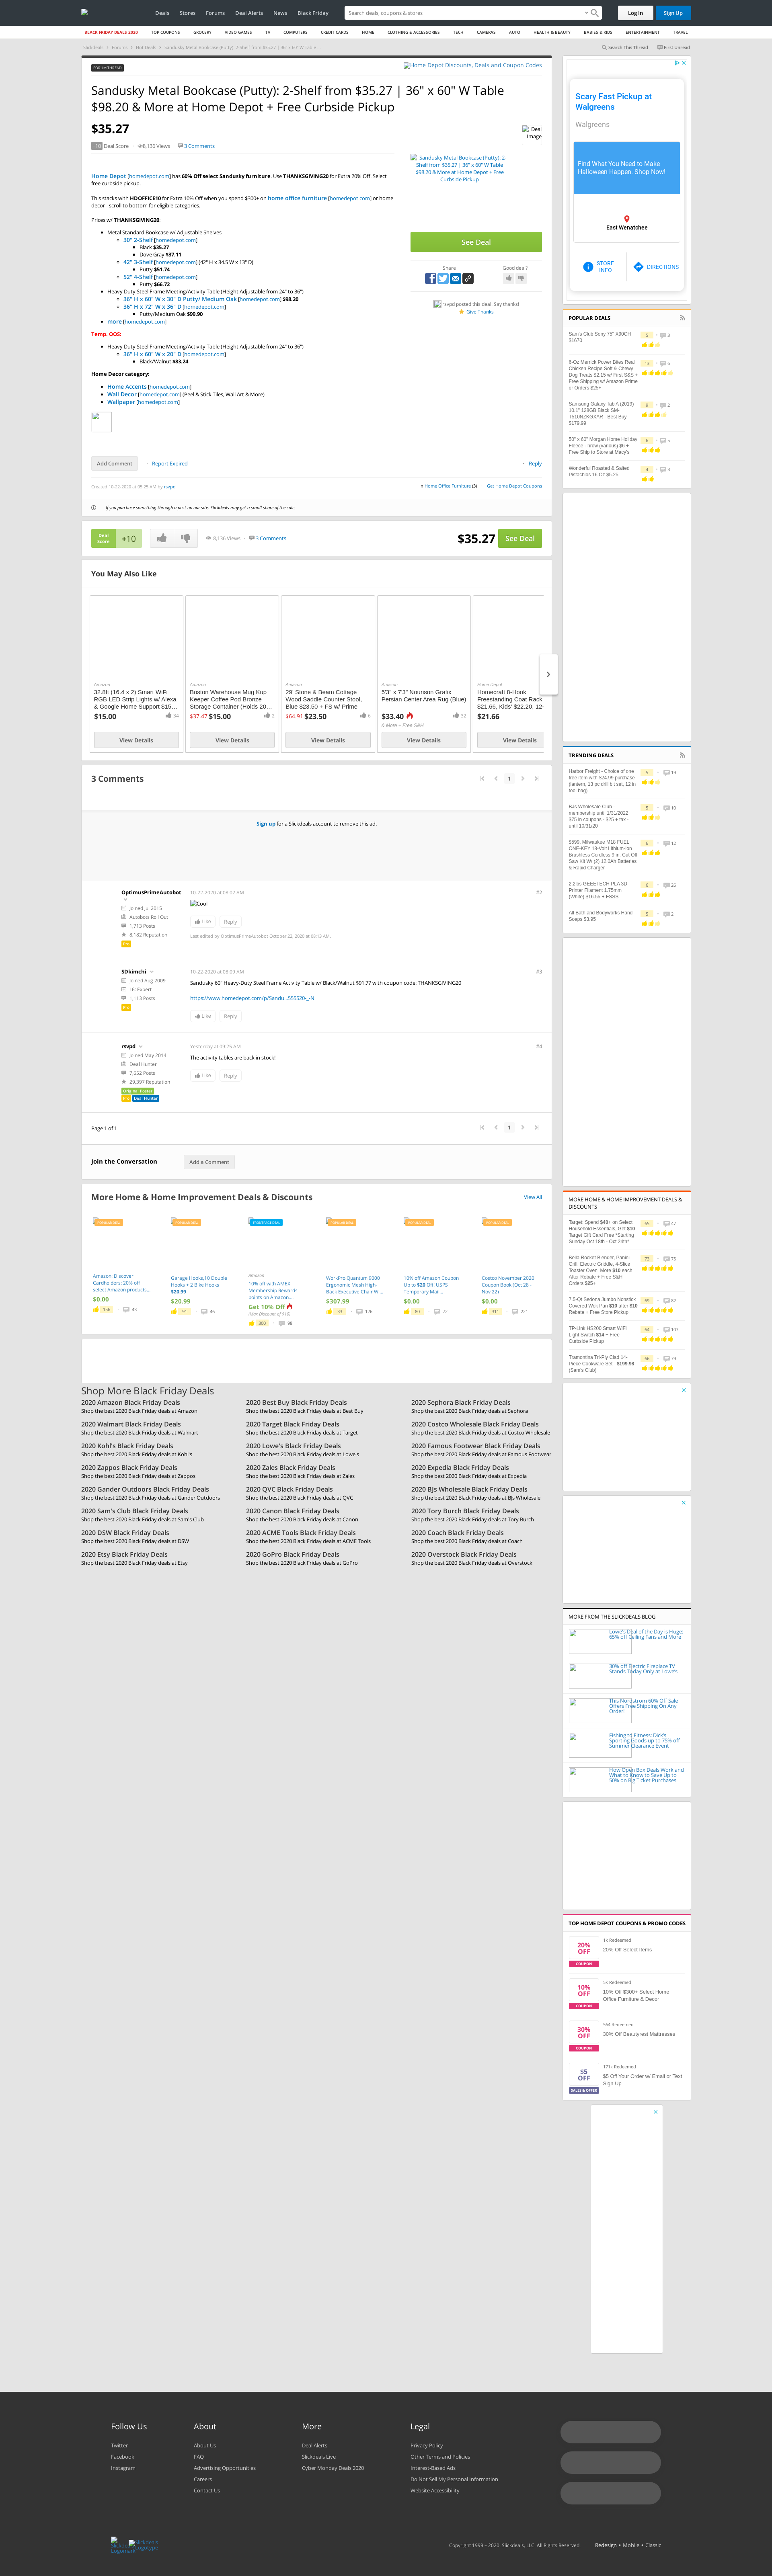 Deals Stores Forums Deal Alerts News Black Friday
Search deals, coupons & stores
Log In
Sign Up
BLACK FRIDAY DEALS 2020 TOP COUPONS GROCERY VIDEO GAMES TV COMPUTERS CREDIT CARDS HOME CLOTHING & ACCESSORIES TECH CAMERAS AUTO HEALTH & BEAUTY BABIES & KIDS ENTERTAINMENT TRAVEL
Slickdeals > Forums > Hot Deals > Sandusky Metal Bookcase (Putty): 2-Shelf from $35.27 | 36" x 60" W Table ...
Search This Thread
First Unread
FORUM THREAD
Home Depot Discounts, Deals and Coupon Codes
Sandusky Metal Bookcase (Putty): 2-Shelf from $35.27 | 36" x 60" W Table
$98.20 & More at Home Depot + Free Curbside Pickup
$35.27
+10 Deal Score
8,136 Views
3 Comments
Deal Image
Home Depot [homedepot.com] has 60% Off select Sandusky furniture. Use THANKSGIVING20 for Extra 20% Off. Select
free curbside pickup.
This stacks with HDOFFICE10 for Extra 10% Off when you spend $300+ on home office furniture [homedepot.com] or home
decor - scroll to bottom for eligible categories.
Prices w/ THANKSGIVING20:
Metal Standard Bookcase w/ Adjustable Shelves
30" 2-Shelf [homedepot.com]
Black $35.27
Dove Gray $37.11
42" 3-Shelf [homedepot.com] (42" H x 34.5 W x 13" D)
Putty $51.74
52" 4-Shelf [homedepot.com]
Putty $66.72
Heavy Duty Steel Frame Meeting/Activity Table (Height Adjustable from 24" to 36")
36" H x 60" W x 30" D Putty/ Medium Oak [homedepot.com] $98.20
36" H x 72" W x 36" D [homedepot.com]
Putty/Medium Oak $99.90
more [homedepot.com]
Temp. OOS:
Heavy Duty Steel Frame Meeting/Activity Table (Height Adjustable from 24" to 36")
36" H x 60" W x 20" D [homedepot.com]
Black/Walnut $83.24
Home Decor category:
Home Accents [homedepot.com]
Wall Decor [homedepot.com] (Peel & Stick Tiles, Wall Art & More)
Wallpaper [homedepot.com]
Sandusky Metal Bookcase (Putty): 2-
Shelf from $35.27 | 36" x 60" W Table
$98.20 & More at Home Depot + Free
Curbside Pickup
See Deal
Share
Good deal?
rsvpd posted this deal. Say thanks!
Give Thanks
Add Comment
Report Expired
Reply
Created 10-22-2020 at 05:25 AM by rsvpd
in Home Office Furniture (3)
Get Home Depot Coupons
If you purchase something through a post on our site, Slickdeals may get a small share of the sale.
Deal Score
+10
8,136 Views
3 Comments
$35.27
See Deal
You May Also Like
Amazon
32.8ft (16.4 x 2) Smart WiFi
RGB LED Strip Lights w/ Alexa
& Google Home Support $15...
$15.00
34
View Details
Amazon
Boston Warehouse Mug Kup
Keeper Coffee Pod Bronze
Storage Container (Holds 20...
$37.47 $15.00
2
View Details
Amazon
29' Stone & Beam Cottage
Wood Saddle Counter Stool,
Blue $23.50 + FS w/ Prime
$68.91 $23.50
6
View Details
Amazon
5'3" x 7'3" Nourison Grafix
Persian Center Area Rug (Blue)
$33.40
32
& More + Free S&H
View Details
Home Depot
Homecraft 8-Hook
Freestanding Coat Rack
$21.66, Kids' $22.20, 12-
$21.66
View Details
3 Comments
1
Sign up for a Slickdeals account to remove this ad.
OptimusPrimeAutobot
Joined Jul 2015
Autobots Roll Out
1,713 Posts
8,182 Reputation
Pro
10-22-2020 at 08:02 AM
#2
Cool
Like
Reply
Last edited by OptimusPrimeAutobot October 22, 2020 at 08:13 AM
SDkimchi
Joined Aug 2009
L6: Expert
1,113 Posts
Pro
10-22-2020 at 08:09 AM
#3
Sandusky 60" Heavy-Duty Steel Frame Activity Table w/ Black/Walnut $91.77 with coupon code: THANKSGIVING20
https://www.homedepot.com/p/Sandu...555520-_-N
Like
Reply
rsvpd
Joined May 2014
Deal Hunter
7,652 Posts
29,397 Reputation
Original Poster
Pro
Deal Hunter
Yesterday at 03:25 AM
#4
The activity tables are back in stock!
Like
Reply
Page 1 of 1
1
Join the Conversation
Add a Comment
More Home & Home Improvement Deals & Discounts
View All
Amazon: Discover
Cardholders: 20% off
select Amazon products...
$0.00
156
43
Garage Hooks,10 Double
Hooks + 2 Bike Hooks
$20.99
$20.99
91
46
Amazon
10% off with AMEX
Membership Rewards
points on Amazon....
Get 10% Off
(Max Discount of $10)
300
98
WorkPro Quantum 9000
Ergonomic Mesh High-
Back Executive Chair W...
$307.99
33
126
10% off Amazon Coupon
Up to $20 Off! USPS
Temporary Mail...
$0.00
80
72
Costco November 2020
Coupon Book (Oct 28 -
Nov 22)
$0.00
311
221
Shop More Black Friday Deals
2020 Amazon Black Friday Deals
Shop the best 2020 Black Friday deals at Amazon
2020 Best Buy Black Friday Deals
Shop the best 2020 Black Friday deals at Best Buy
2020 Sephora Black Friday Deals
Shop the best 2020 Black Friday deals at Sephora
2020 Walmart Black Friday Deals
Shop the best 2020 Black Friday deals at Walmart
2020 Target Black Friday Deals
Shop the best 2020 Black Friday deals at Target
2020 Costco Wholesale Black Friday Deals
Shop the best 2020 Black Friday deals at Costco Wholesale
2020 Kohl's Black Friday Deals
Shop the best 2020 Black Friday deals at Kohl's
2020 Lowe's Black Friday Deals
Shop the best 2020 Black Friday deals at Lowe's
2020 Famous Footwear Black Friday Deals
Shop the best 2020 Black Friday deals at Famous Footwear
2020 Zappos Black Friday Deals
Shop the best 2020 Black Friday deals at Zappos
2020 Zales Black Friday Deals
Shop the best 2020 Black Friday deals at Zales
2020 Expedia Black Friday Deals
Shop the best 2020 Black Friday deals at Expedia
2020 Gander Outdoors Black Friday Deals
Shop the best 2020 Black Friday deals at Gander Outdoors
2020 QVC Black Friday Deals
Shop the best 2020 Black Friday deals at QVC
2020 BJs Wholesale Black Friday Deals
Shop the best 2020 Black Friday deals at BJs Wholesale
2020 Sam's Club Black Friday Deals
Shop the best 2020 Black Friday deals at Sam's Club
2020 Canon Black Friday Deals
Shop the best 2020 Black Friday deals at Canon
2020 Tory Burch Black Friday Deals
Shop the best 2020 Black Friday deals at Tory Burch
2020 DSW Black Friday Deals
Shop the best 2020 Black Friday deals at DSW
2020 ACME Tools Black Friday Deals
Shop the best 2020 Black Friday deals at ACME Tools
2020 Coach Black Friday Deals
Shop the best 2020 Black Friday deals at Coach
2020 Etsy Black Friday Deals
Shop the best 2020 Black Friday deals at Etsy
2020 GoPro Black Friday Deals
Shop the best 2020 Black Friday deals at GoPro
2020 Overstock Black Friday Deals
Shop the best 2020 Black Friday deals at Overstock
Scary Fast Pickup at
Walgreens
Walgreens
Find What You Need to Make
Halloween Happen. Shop Now!
East Wenatchee
STORE INFO
DIRECTIONS
POPULAR DEALS
Sam's Club Sony 75" X90CH
$1670
5
3
6-Oz Merrick Power Bites Real
Chicken Recipe Soft & Chewy
Dog Treats $2.15 w/ First S&S +
Free Shipping w/ Amazon Prime
or Orders $25+
13
6
Samsung Galaxy Tab A (2019)
10.1" 128GB Black SM-
T510NZKGXAR - Best Buy
$179.99
2
50" x 60" Morgan Home Holiday
Fleece Throw (various) $6 +
Free Ship to Store at Macy's
Wonderful Roasted & Salted
Pistachios 16 Oz $5.25
4
3
TRENDING DEALS
Harbor Freight - Choice of one
free item with $24.99 purchase
(lantern, 13 pc drill bit set, 12 in
tool bag)
5
19
BJs Wholesale Club -
membership until 1/31/2022 +
$75 in coupons - $25 + tax -
until 10/31/20
5
10
$599, Milwaukee M18 FUEL
ONE-KEY 18-Volt Lithium-Ion
Brushless Cordless 9 in. Cut Off
Saw Kit W/ (2) 12.0Ah Batteries
& Rapid Charger
12
2.2lbs GEEETECH PLA 3D
Printer Filament 1.75mm
(White) $16.55 + FSSS
26
All Bath and Bodyworks Hand
Soaps $3.95
5
2
MORE HOME & HOME IMPROVEMENT DEALS &
DISCOUNTS
Target: Spend $40+ on Select
Household Essentials, Get $10
Target Gift Card Free *Starting
Sunday Oct 18th - Oct 24th*
65
47
Bella Rocket Blender, Panini
Grill, Electric Griddle, 4 Slice
Toaster Oven, More $10 each
After Rebate + Free S&H
Orders $25+
73
75
7.5-Qt Sedona Jumbo Nonstick
Covered Wok Pan $10 after $10
Rebate + Free Store Pickup
69
82
TP-Link HS200 Smart WiFi
Light Switch $14 + Free
Curbside Pickup
94
107
Tramontina Tri-Ply Clad 14-
Piece Cookware Set - $199.98
(Sam's Club)
96
79
MORE FROM THE SLICKDEALS BLOG
Lowe's Deal of the Day is Huge:
65% off Ceiling Fans and More
30% off Electric Fireplace TV
Stands Today Only at Lowe's
This Nordstrom 60% Off Sale
Offers Free Shipping On Any
Order!
Fishing to Fitness: Dick's
Sporting Goods up to 75% off
Summer Clearance Event
How Open Box Deals Work and
What to Know to Save Up to
50% on Big Ticket Purchases
TOP HOME DEPOT COUPONS & PROMO CODES
20% OFF
COUPON
1k Redeemed
20% Off Select Items
10% OFF
COUPON
5k Redeemed
10% Off $300+ Select Home
Office Furniture & Decor
30% OFF
COUPON
564 Redeemed
30% Off Beautyrest Mattresses
$5 OFF
SALES & OFFER
1716 Redeemed
$5 Off Your Order w/ Email or Text
Sign Up
Follow Us
Twitter
Facebook
Instagram
About
About Us
FAQ
Advertising Opportunities
Careers
Contact Us
More
Deal Alerts
Slickdeals Live
Cyber Monday Deals 2020
Legal
Privacy Policy
Other Terms and Policies
Interest-Based Ads
Do Not Sell My Personal Information
Website Accessibility
Copyright 1999 – 2020. Slickdeals, LLC. All Rights Reserved.
Redesign • Mobile • Classic